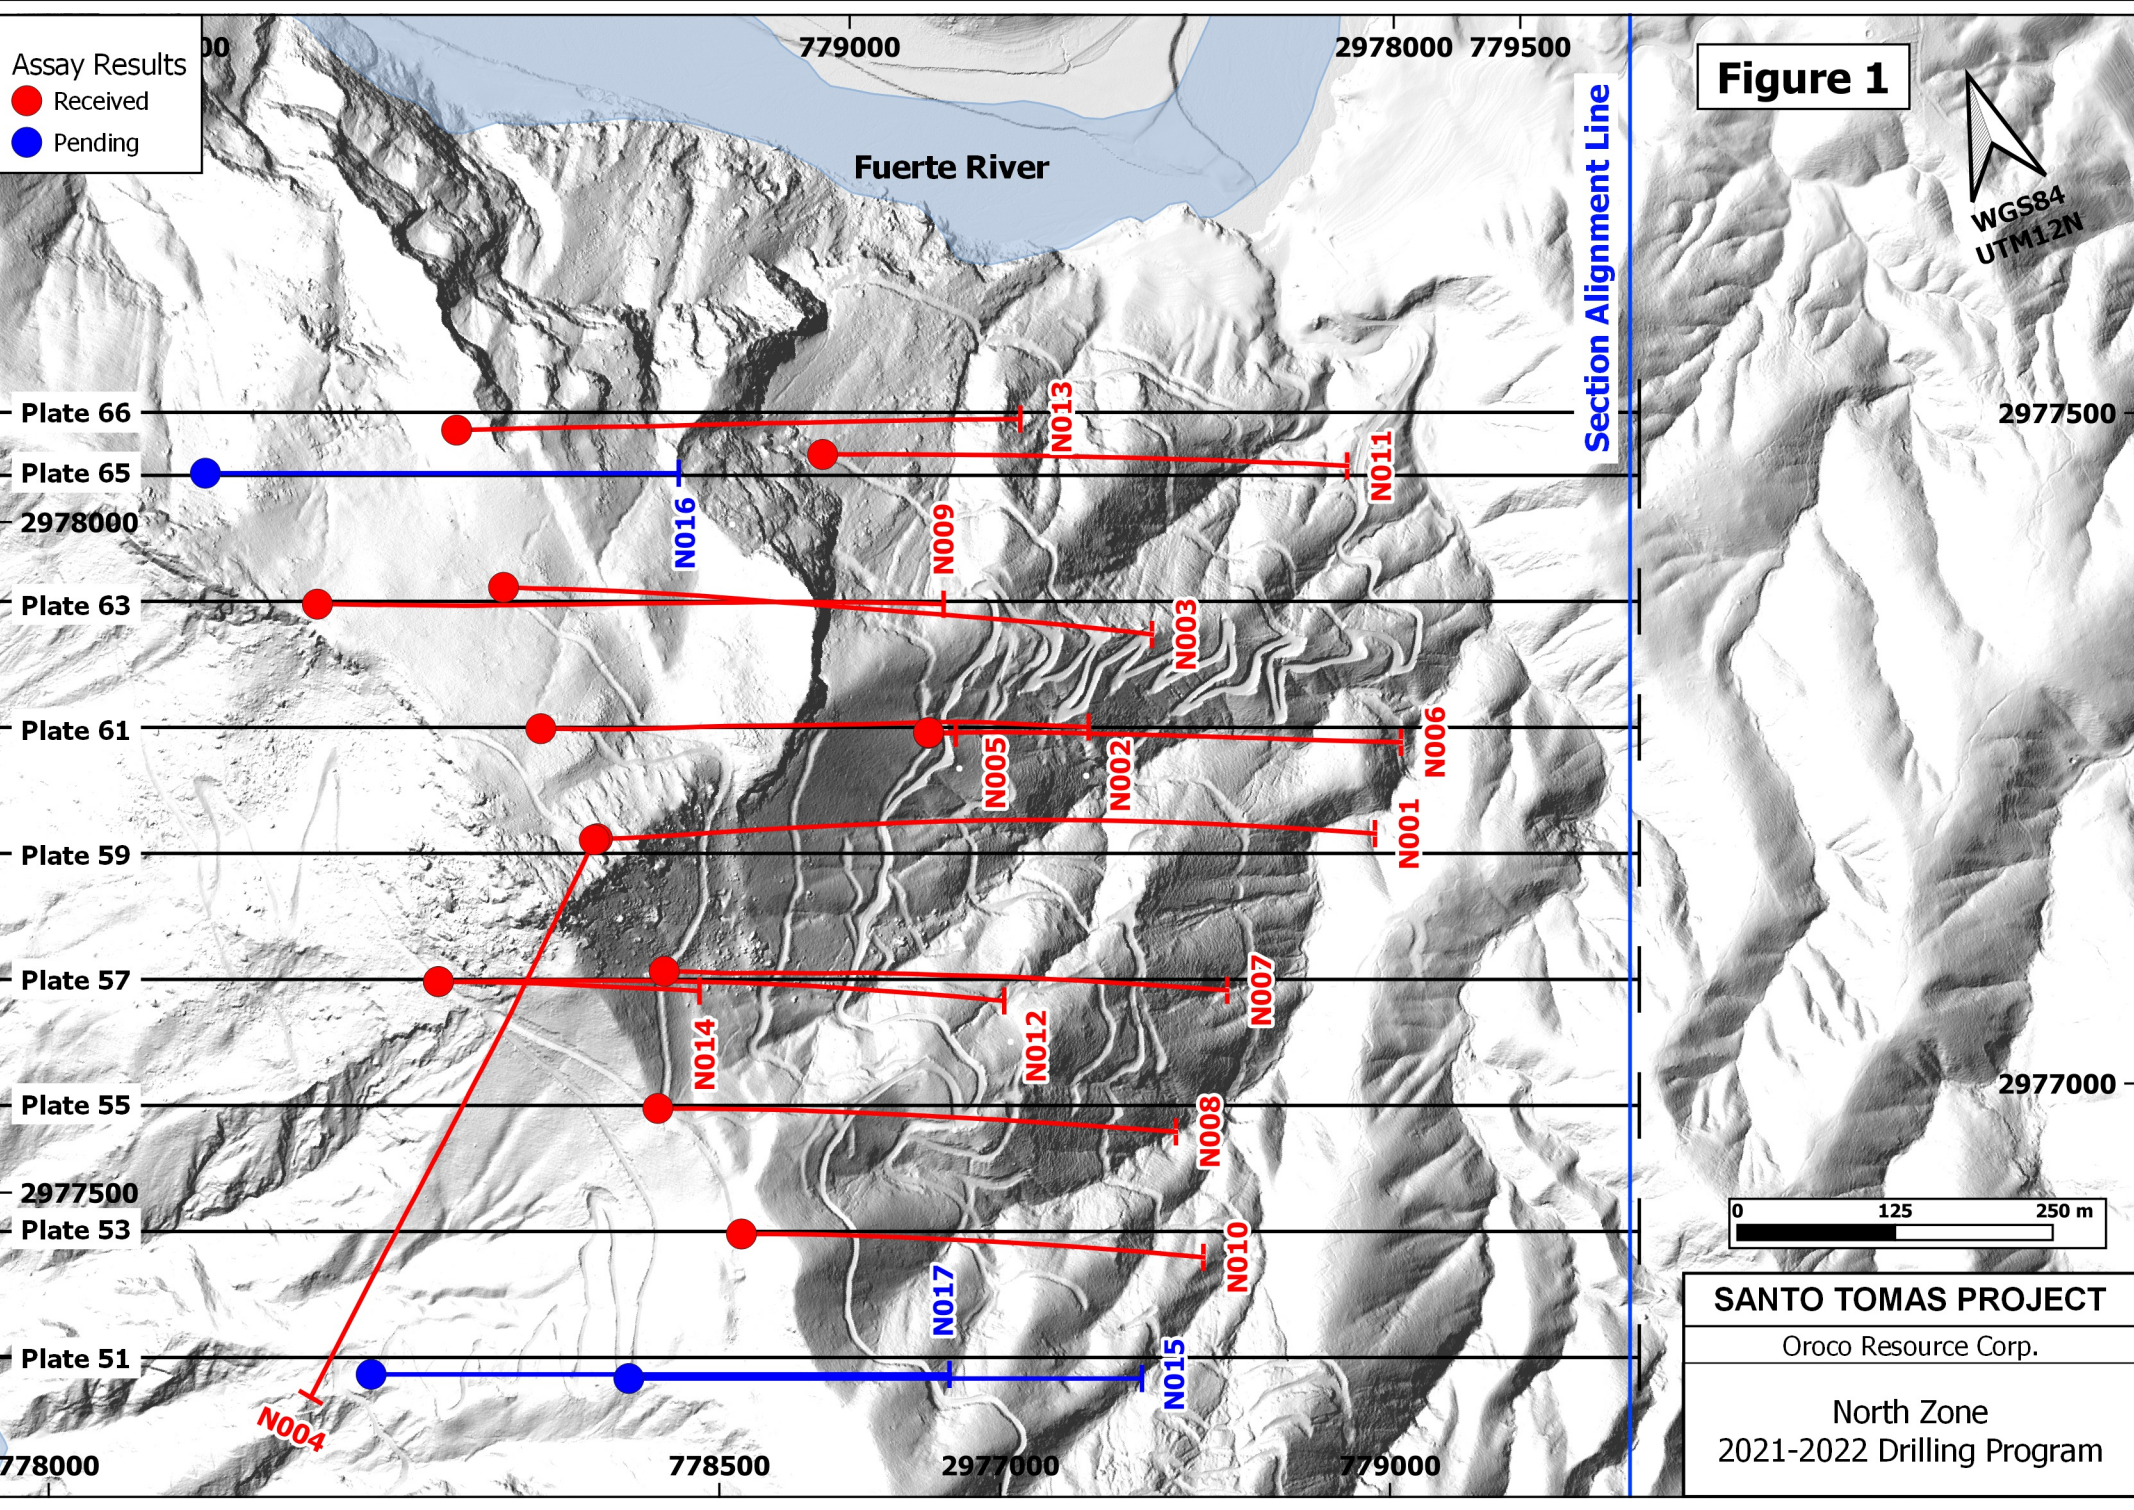 Assay Results
Received
Pending
00
779000
2978000
779500
Figure 1
WGS84
UTM12N
Fuerte River
Section Alignment Line
Plate 66
N013
2977500
N011
Plate 65
N016
2978000
N009
Plate 63
N003
Plate 61
N005
N002
N006
Plate 59
N001
Plate 57
N007
N014
N012
2977000
Plate 55
N008
2977500
Plate 53
N010
0 125 250 m
N017
Plate 51
N015
N004
778000
778500
2977000
779000
SANTO TOMAS PROJECT
Oroco Resource Corp.
North Zone
2021-2022 Drilling Program